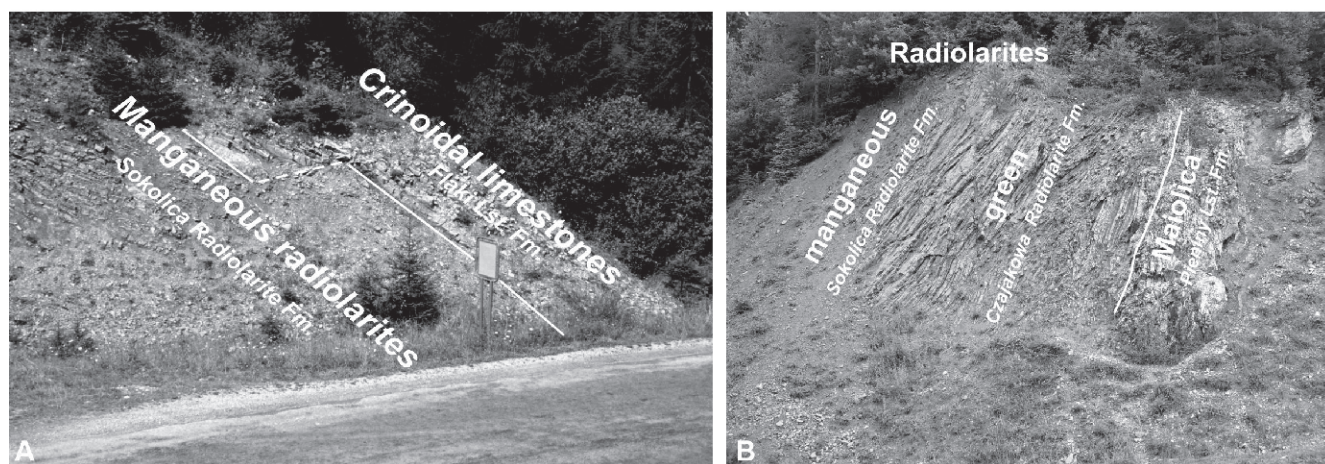 Crinoidal limestones
Flaki Lst. Fm.
Manganeous radiolarites
Sokolica Radiolarite Fm.
A
Radiolarites
manganeous
Sokolica Radiolarite Fm.
green
Czajakowa Radiolarite Fm.
Maiolica
Pieniny Lst. Fm.
B